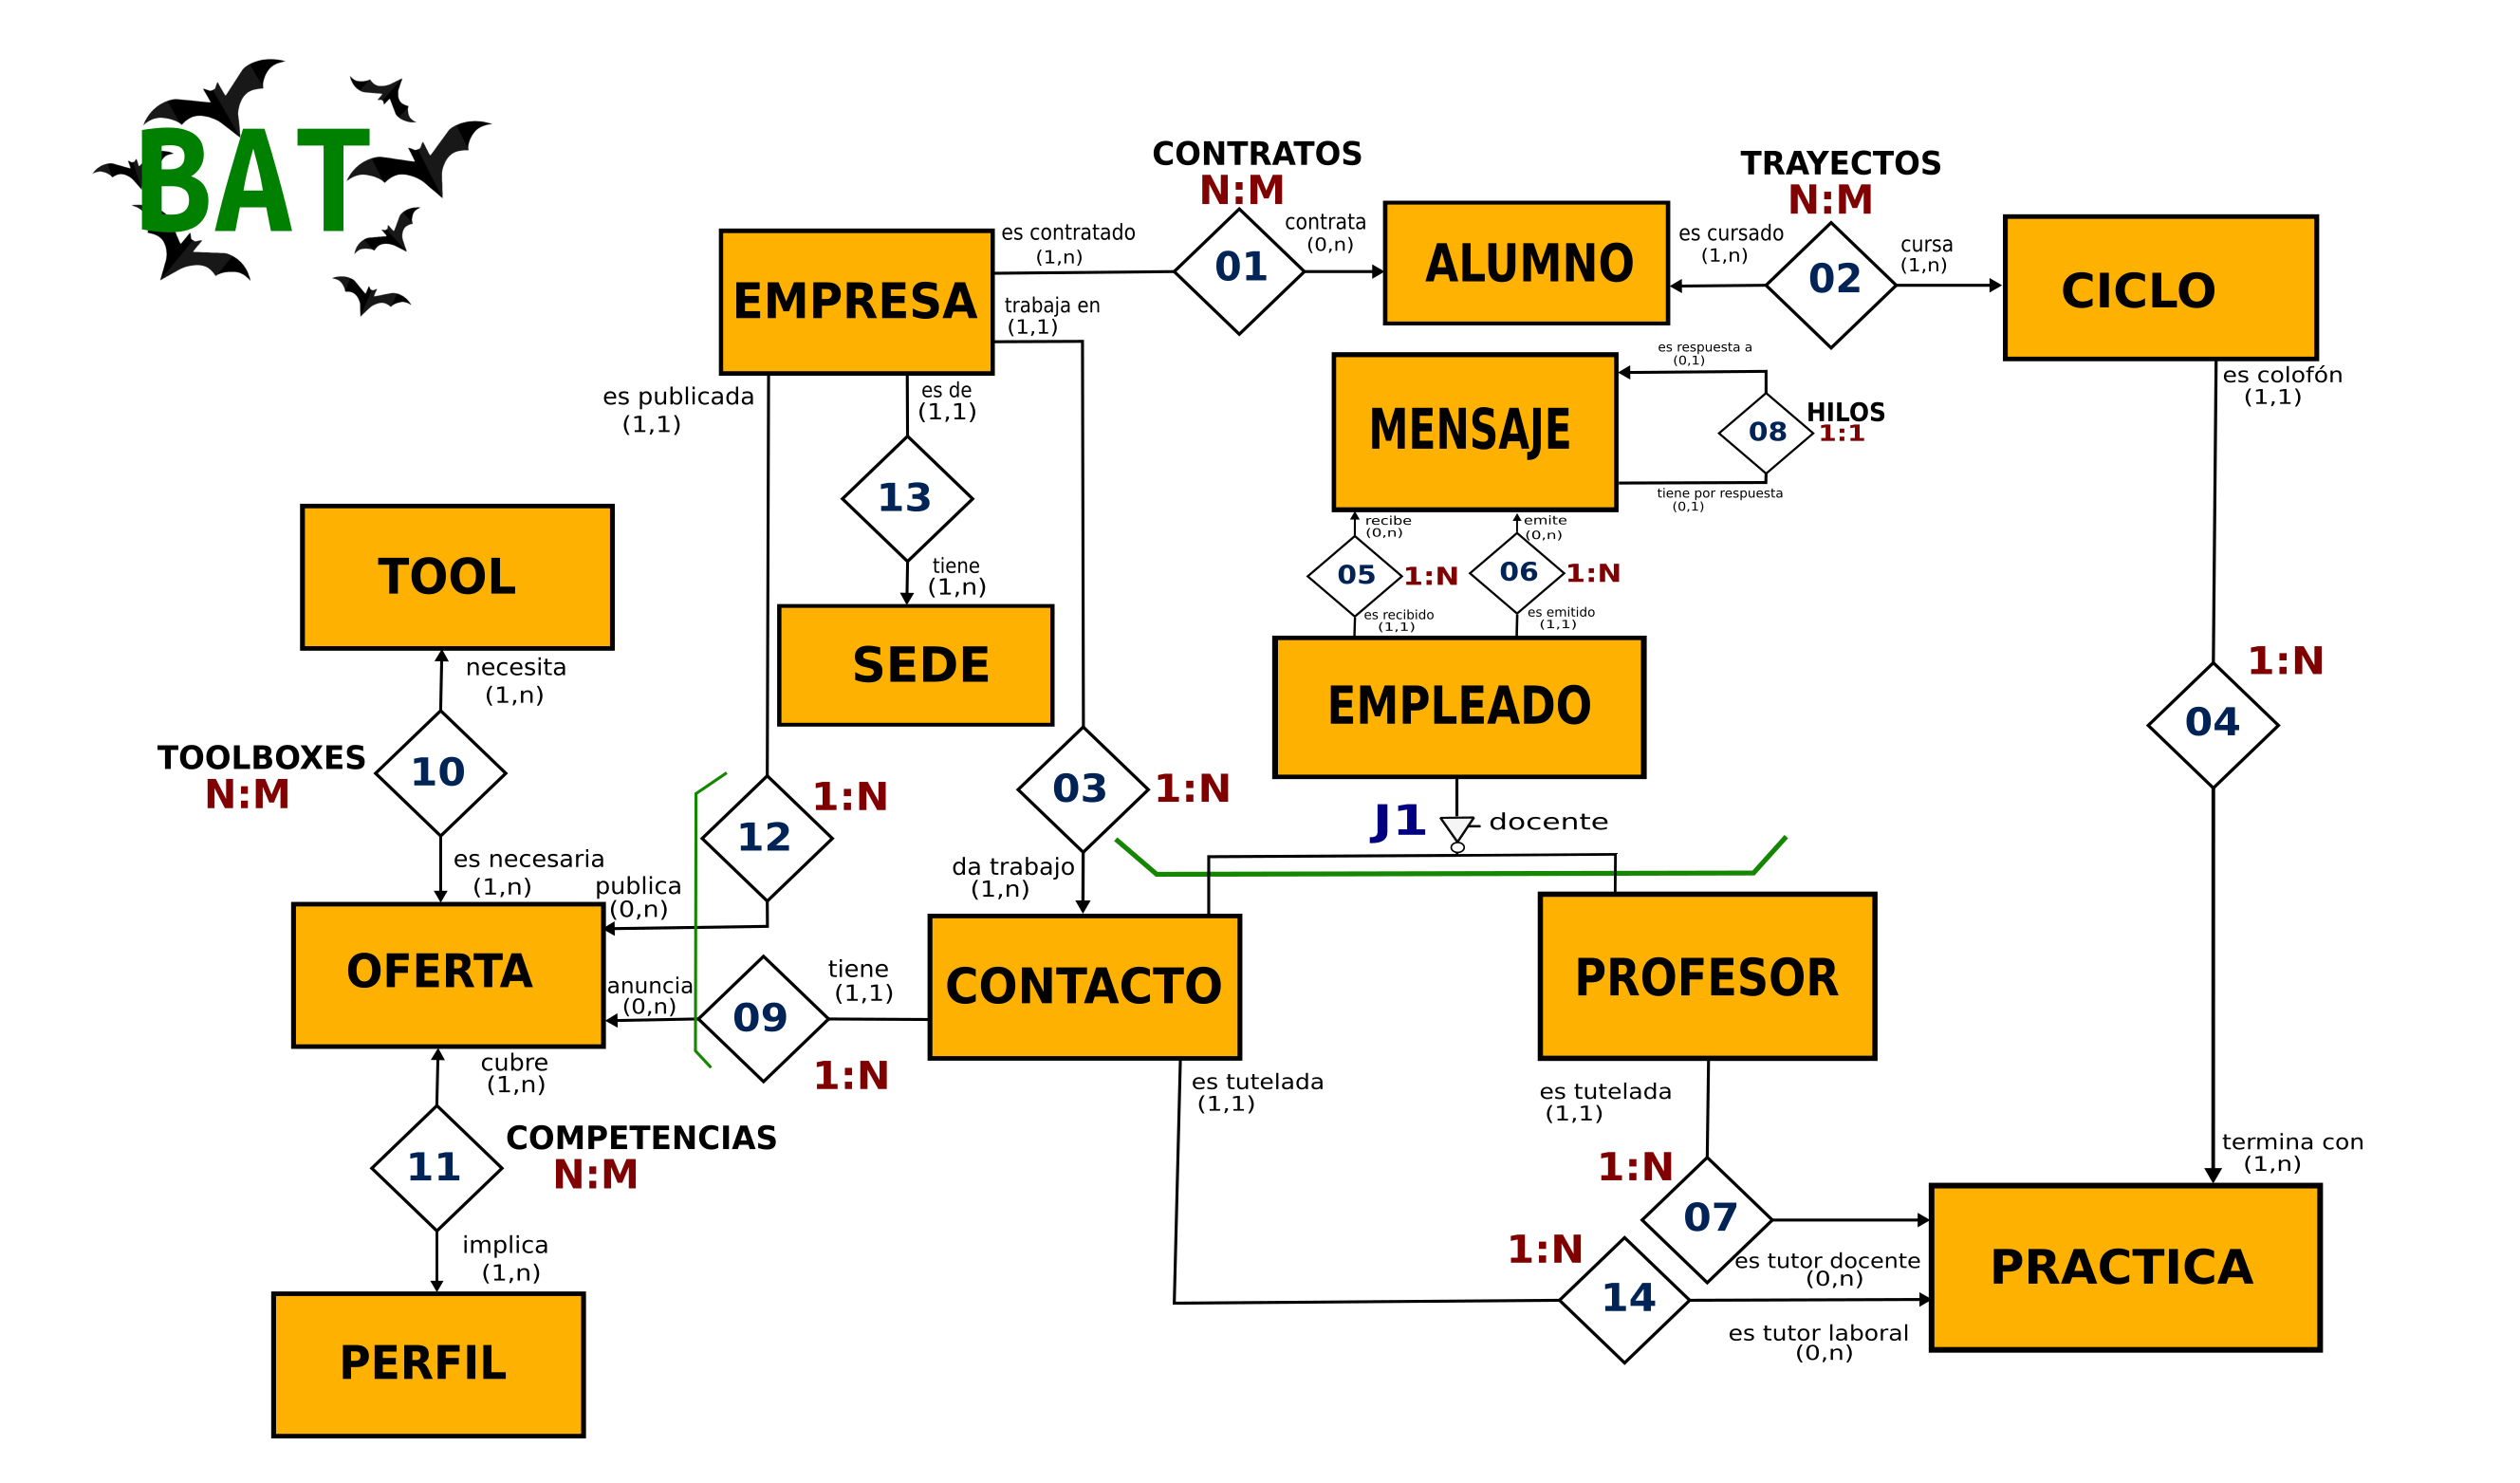 BAT
CONTRATOS
N:M
TRAYECTOS
N:M
EMPRESA
es contratado
(1,n)
01
contrata
(0,n)
ALUMNO
es cursado
(1,n)
02
cursa
(1,n)
CICLO
trabaja en
(1,1)
es publicada
(1,1)
es de
(1,1)
MENSAJE
es respuesta a
(0,1)
08
HILOS
1:1
tiene por respuesta
(0,1)
es colofón
(1,1)
13
tiene
(1,n)
TOOL
SEDE
recibe
(0,n)
emite
(0,n)
05
1:N
06
1:N
es recibido
(1,1)
es emitido
(1,1)
EMPLEADO
necesita
(1,n)
1:N
04
TOOLBOXES
N:M
10
12
1:N
03
1:N
J1
docente
es necesaria
(1,n)
publica
(0,n)
da trabajo
(1,n)
OFERTA
anuncia
(0,n)
09
tiene
(1,1)
1:N
CONTACTO
PROFESOR
cubre
(1,n)
es tutelada
(1,1)
es tutelada
(1,1)
COMPETENCIAS
N:M
11
termina con
(1,n)
1:N
07
implica
(1,n)
1:N
14
es tutor docente
(0,n)
PRACTICA
es tutor laboral
(0,n)
PERFIL